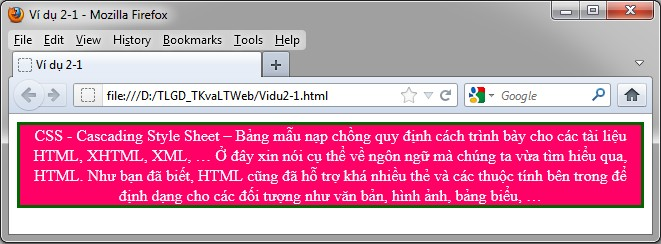 Ví dụ 2-1 - Mozilla Firefox
File Edit View History Bookmarks Tools Help
Ví dụ 2-1
file:///D:/TLGD_TKvaLTWeb/Vidu2-1.html Google
CSS - Cascading Style Sheet – Bảng mẫu nạp chồng quy định cách trình bày cho các tài liệu
HTML, XHTML, XML, … Ở đây xin nói cụ thể về ngôn ngữ mà chúng ta vừa tìm hiểu qua,
HTML. Như bạn đã biết, HTML cũng đã hỗ trợ khá nhiều thẻ và các thuộc tính bên trong để
định dạng cho các đối tượng như văn bản, hình ảnh, bảng biểu, …